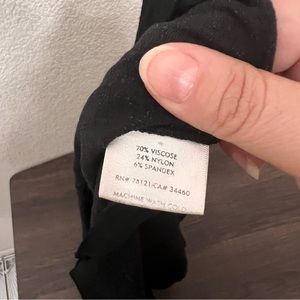 70% VISCOSE
24% NYLON
6% SPANDEX
RN# 78121/CA# 34460
MACHINE WASH COLD